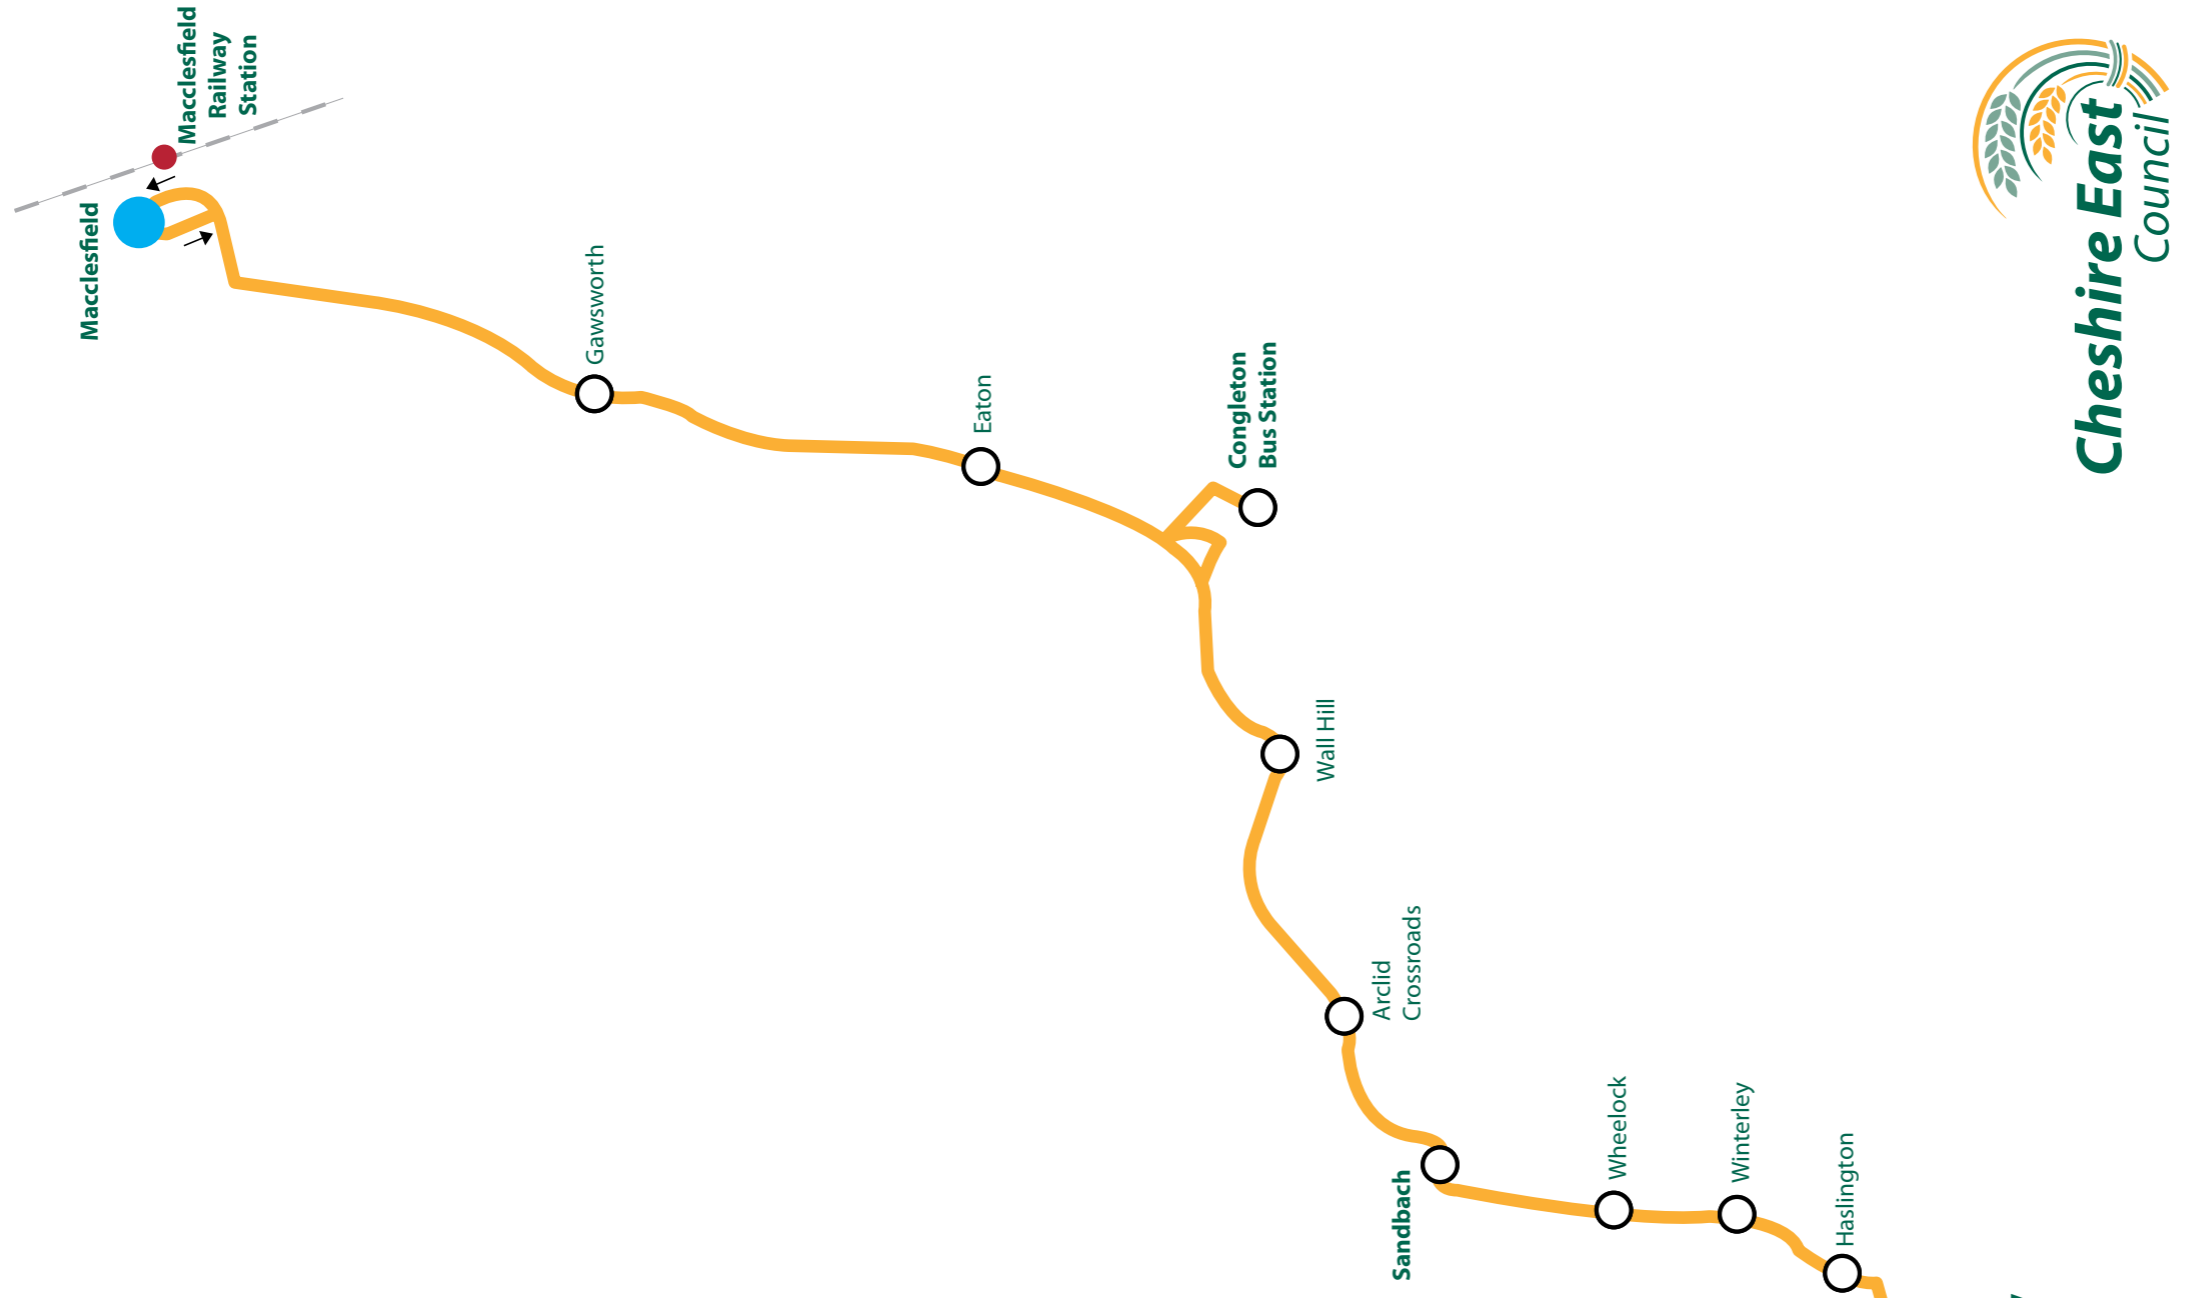 Macclesfield
Railway
Station
Macclesfield
Gawsworth
Eaton
Congleton
Bus Station
Wall Hill
Arclid
Crossroads
Sandbach
Wheelock
Winterley
Haslington
Cheshire East
Council